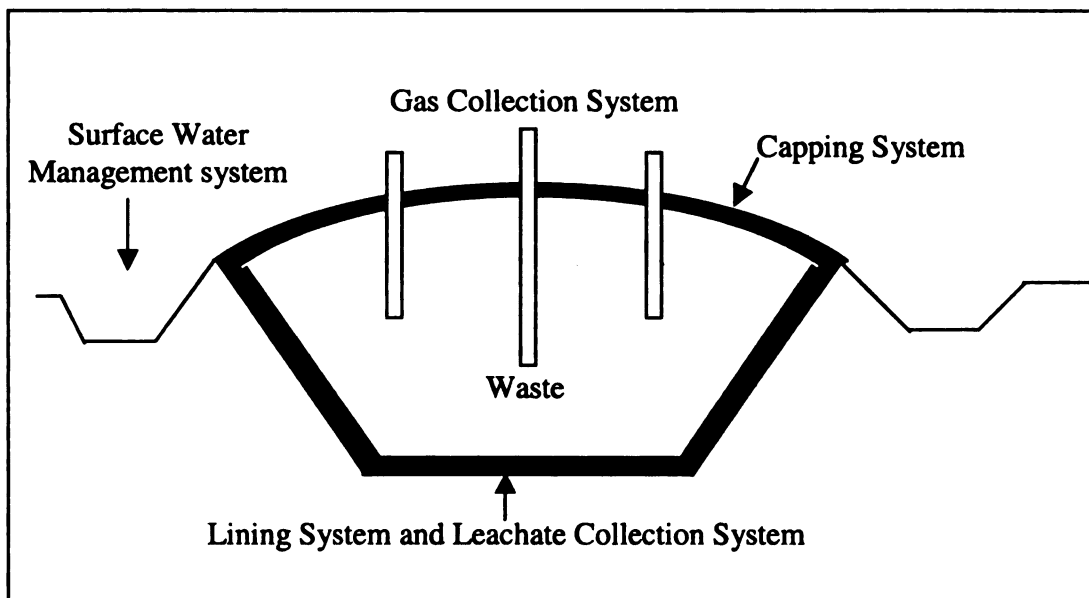 Gas Collection System
Surface Water
Management system
Capping System
Waste
Lining System and Leachate Collection System